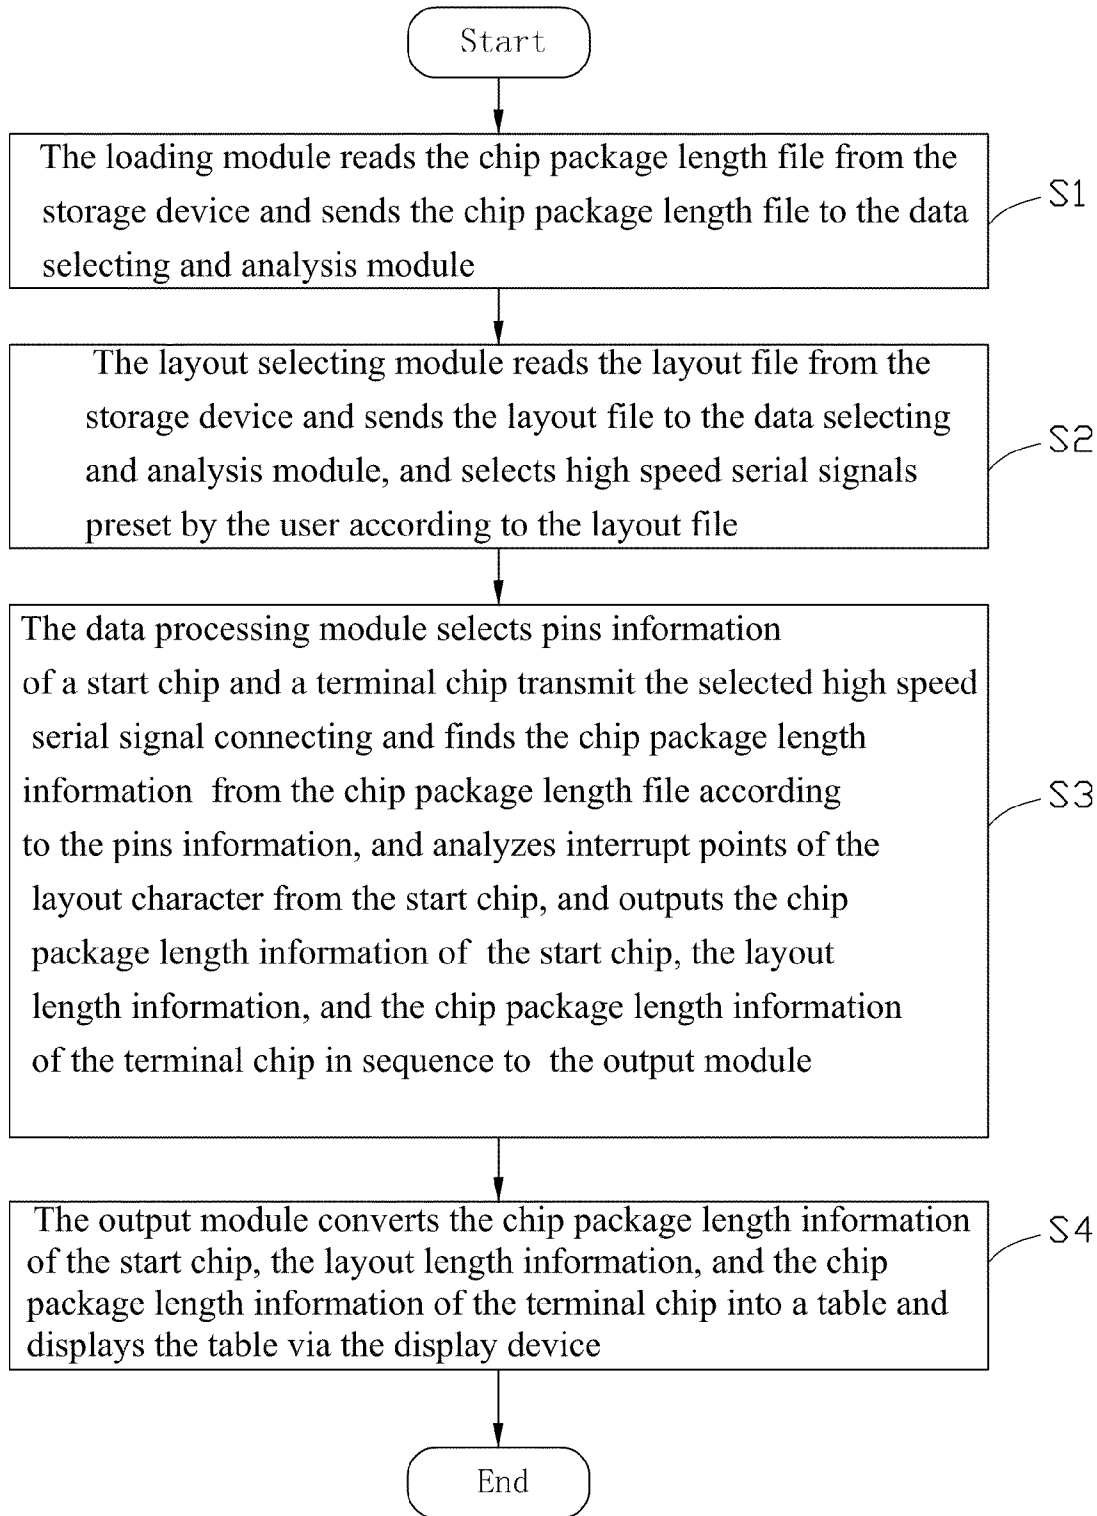 Start
The loading module reads the chip package length file from the
storage device and sends the chip package length file to the data
selecting and analysis module
S1
The layout selecting module reads the layout file from the
storage device and sends the layout file to the data selecting
and analysis module, and selects high speed serial signals
preset by the user according to the layout file
S2
The data processing module selects pins information
of a start chip and a terminal chip transmit the selected high speed
serial signal connecting and finds the chip package length
information from the chip package length file according
to the pins information, and analyzes interrupt points of the
layout character from the start chip, and outputs the chip
package length information of the start chip, the layout
length information, and the chip package length information
of the terminal chip in sequence to the output module
S3
The output module converts the chip package length information
of the start chip, the layout length information, and the chip
package length information of the terminal chip into a table and
displays the table via the display device
S4
End